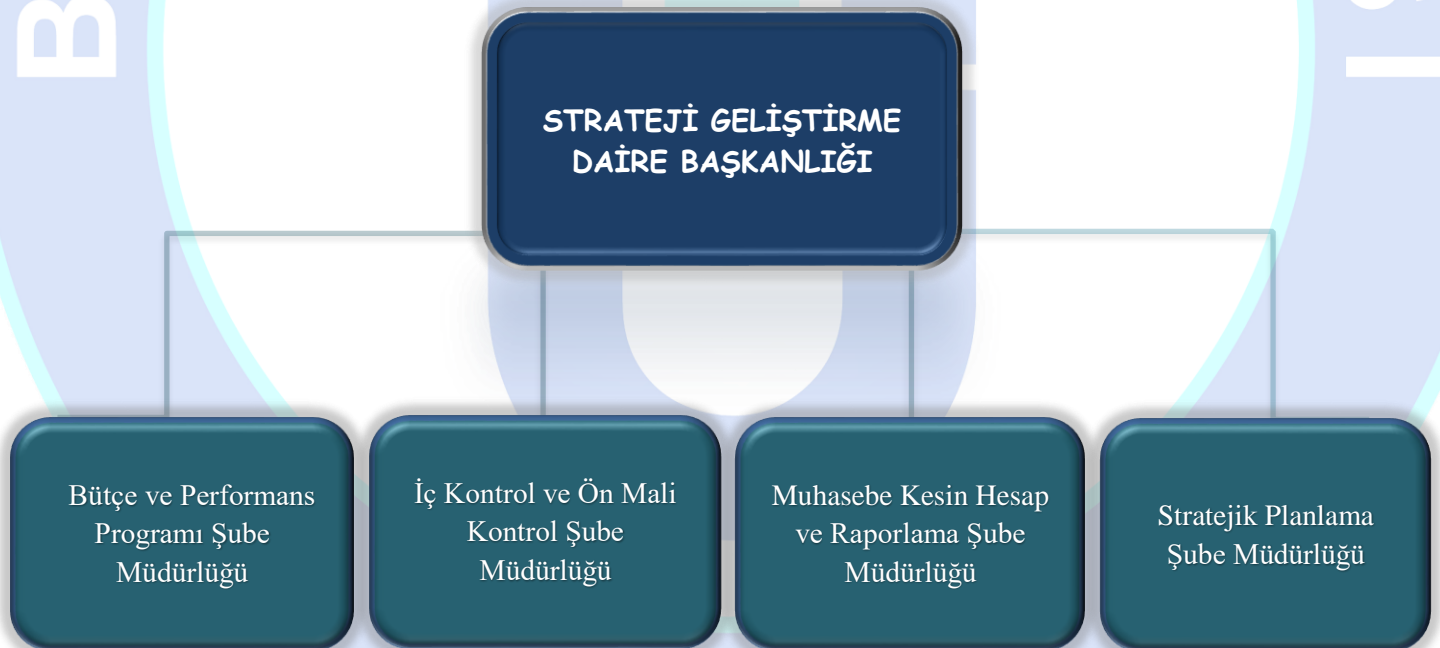 STRATEJİ GELİŞTİRME
DAİRE BAŞKANLIĞI
Bütçe ve Performans
Programı Şube
Müdürlüğü
İç Kontrol ve Ön Mali
Kontrol Şube
Müdürlüğü
Muhasebe Kesin Hesap
ve Raporlama Şube
Müdürlüğü
Stratejik Planlama
Şube Müdürlüğü